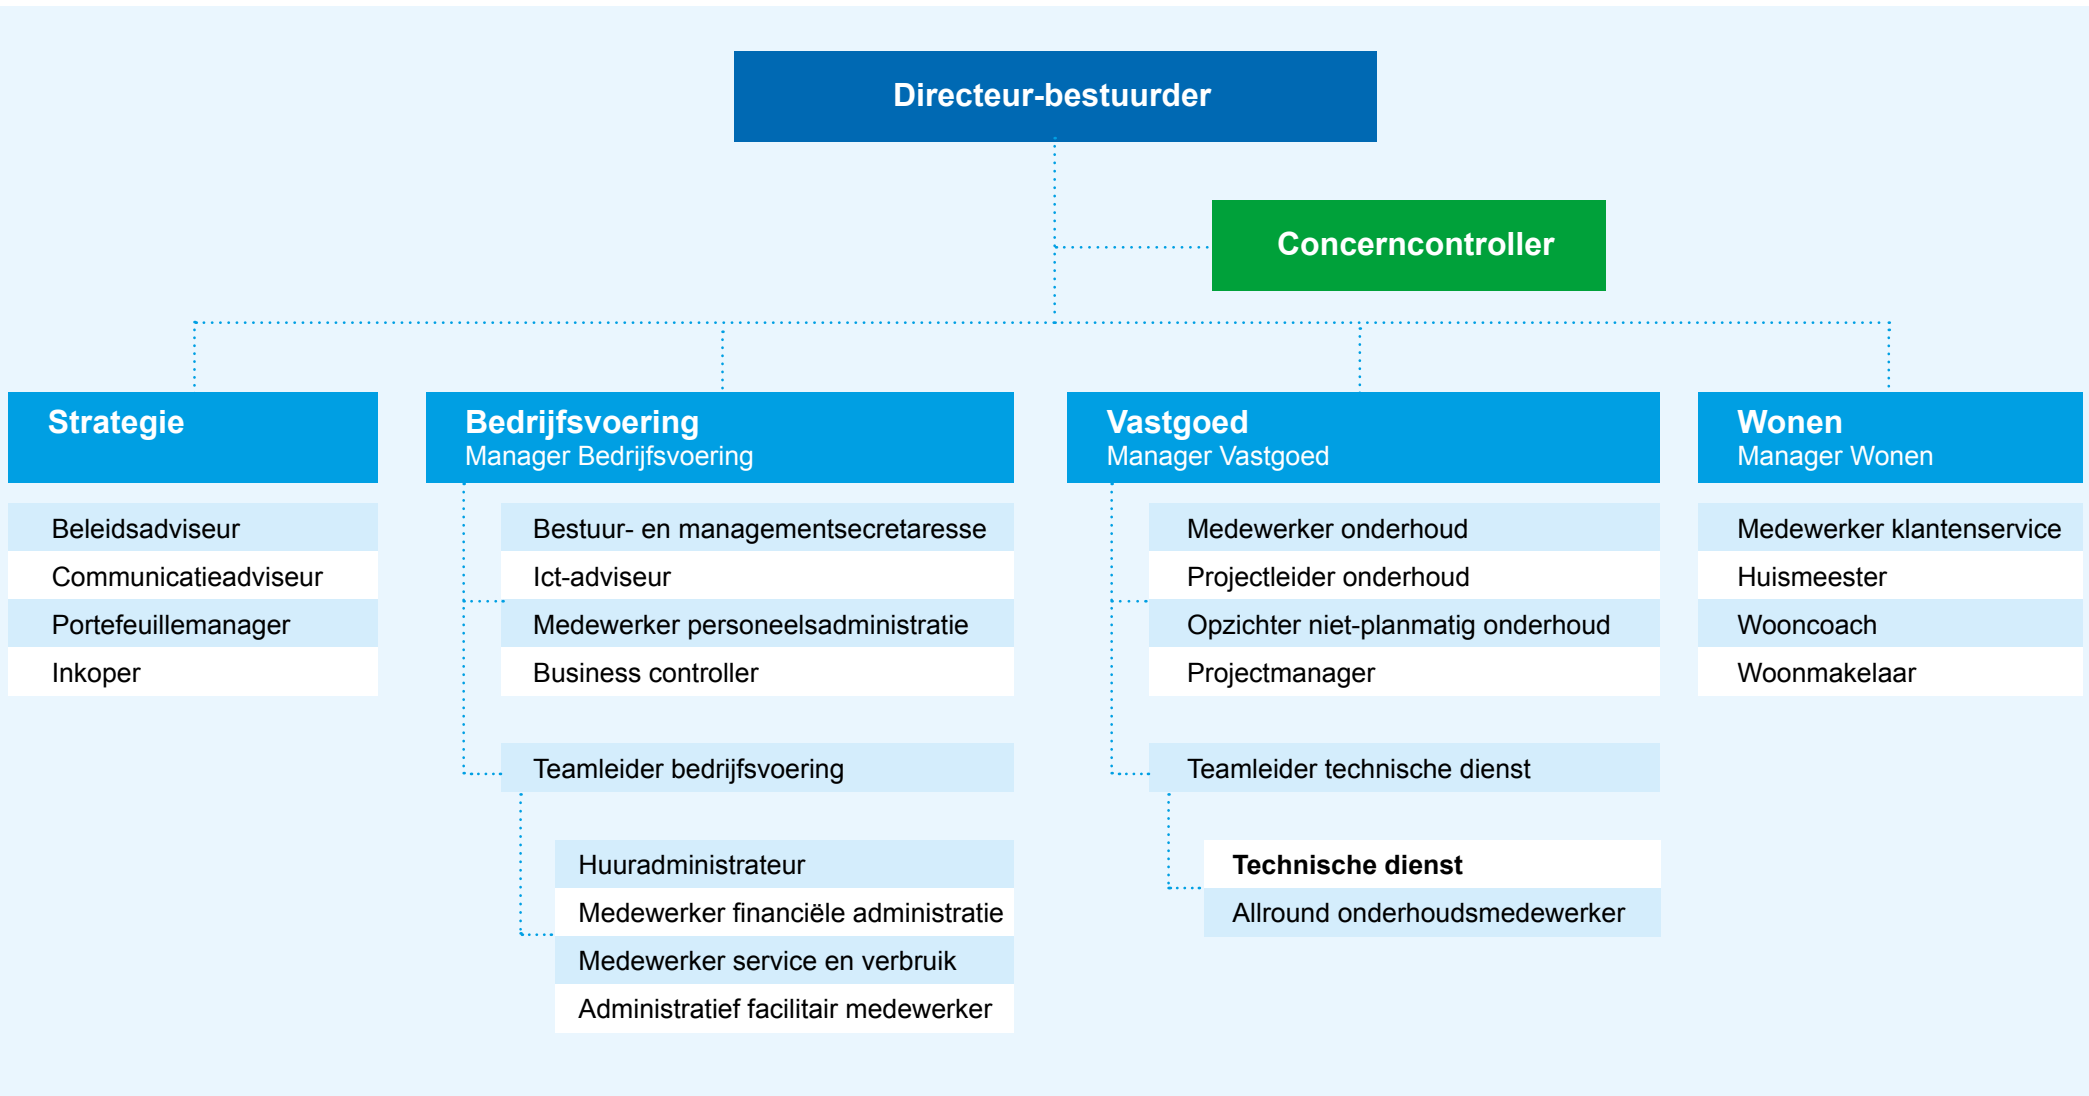 Directeur-bestuurder
Concerncontroller
Strategie
Beleidsadviseur
Communicatieadviseur
Portefeuillemanager
Inkoper
Bedrijfsvoering
Manager Bedrijfsvoering
Bestuur- en managementsecretaresse
Ict-adviseur
Medewerker personeelsadministratie
Business controller
Teamleider bedrijfsvoering
Huuradministrateur
Medewerker financiële administratie
Medewerker service en verbruik
Administratief facilitair medewerker
Vastgoed
Manager Vastgoed
Medewerker onderhoud
Projectleider onderhoud
Opzichter niet-planmatig onderhoud
Projectmanager
Teamleider technische dienst
Technische dienst
Allround onderhoudsmedewerker
Wonen
Manager Wonen
Medewerker klantenservice
Huismeester
Wooncoach
Woonmakelaar